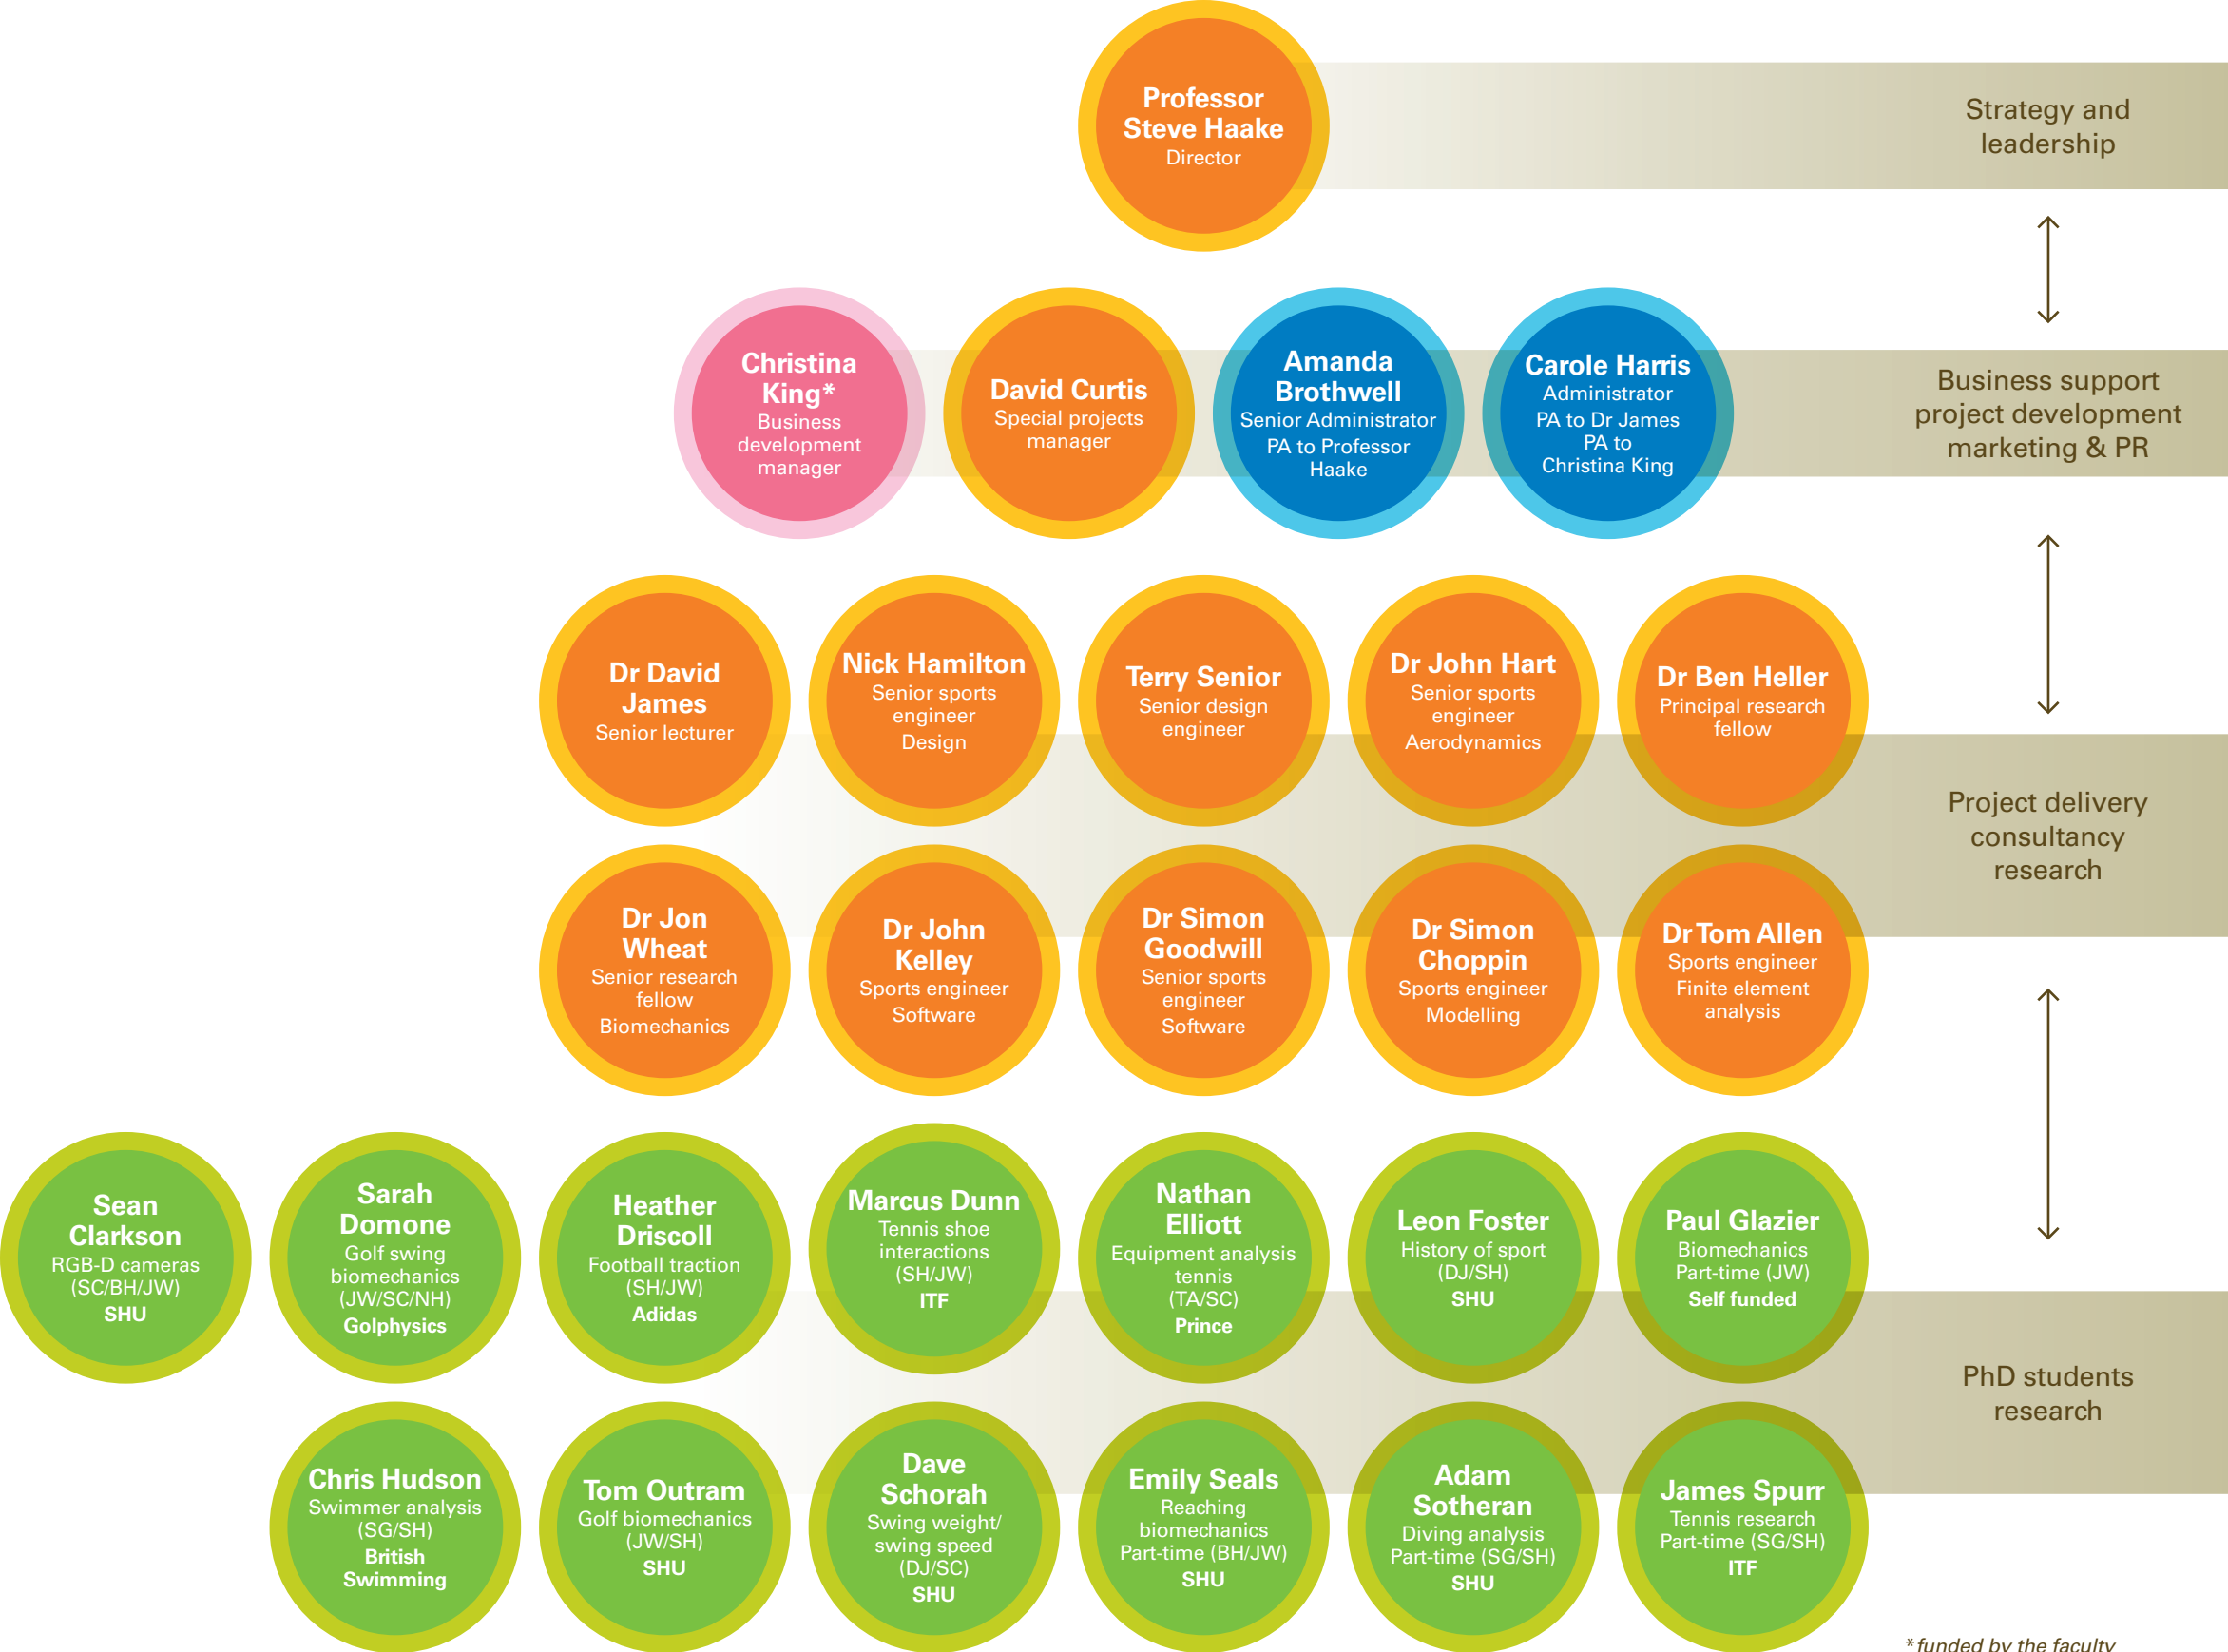 Professor
Steve Haake
Director
Strategy and
leadership
Christina
King*
Business
development
manager
David Curtis
Special projects
manager
Amanda
Brothwell
Senior Administrator
PA to Professor
Haake
Carole Harris
Administrator
PA to Dr James
PA to
Christina King
Business support
project development
marketing & PR
Dr David
James
Senior lecturer
Nick Hamilton
Senior sports
engineer
Design
Terry Senior
Senior design
engineer
Dr John Hart
Senior sports
engineer
Aerodynamics
Dr Ben Heller
Principal research
fellow
Project delivery
consultancy
research
Dr Jon
Wheat
Senior research
fellow
Biomechanics
Dr John
Kelley
Sports engineer
Software
Dr Simon
Goodwill
Senior sports
engineer
Software
Dr Simon
Choppin
Sports engineer
Modelling
Dr Tom Allen
Sports engineer
Finite element
analysis
Sean
Clarkson
RGB-D cameras
(SC/BH/JW)
SHU
Sarah
Domone
Golf swing
biomechanics
(JW/SC/NH)
Golphysics
Heather
Driscoll
Football traction
(SH/JW)
Adidas
Marcus Dunn
Tennis shoe
interactions
(SH/JW)
ITF
Nathan
Elliott
Equipment analysis
tennis
(TA/SC)
Prince
Leon Foster
History of sport
(DJ/SH)
SHU
Paul Glazier
Biomechanics
Part-time (JW)
Self funded
PhD students
research
Chris Hudson
Swimmer analysis
(SG/SH)
British
Swimming
Tom Outram
Golf biomechanics
(JW/SH)
SHU
Dave
Schorah
Swing weight/
swing speed
(DJ/SC)
SHU
Emily Seals
Reaching
biomechanics
Part-time (BH/JW)
SHU
Adam
Sotheran
Diving analysis
Part-time (SG/SH)
SHU
James Spurr
Tennis research
Part-time (SG/SH)
ITF
*funded by the faculty